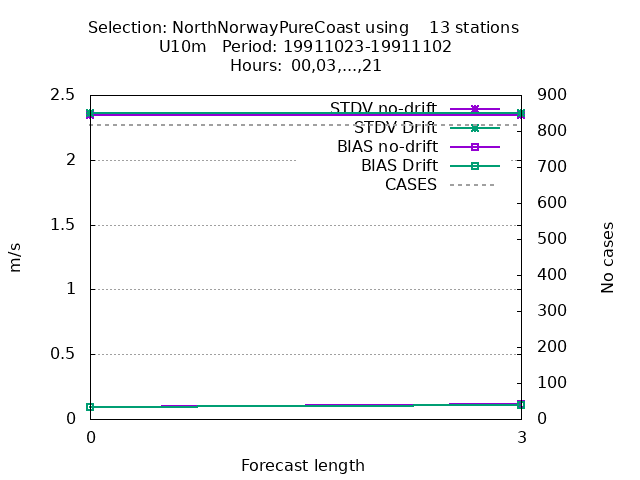 Selection: NorthNorwayPureCoast using    13 stations
U10m   Period: 19911023-19911102
Hours:  00,03,...,21
2.5
2
1.5
1
0.5
0
m/s
STDV no-drift
STDV Drift
BIAS no-drift
BIAS Drift
CASES
900
800
700
600
500
400
300
200
100
0
No cases
0
3
Forecast length